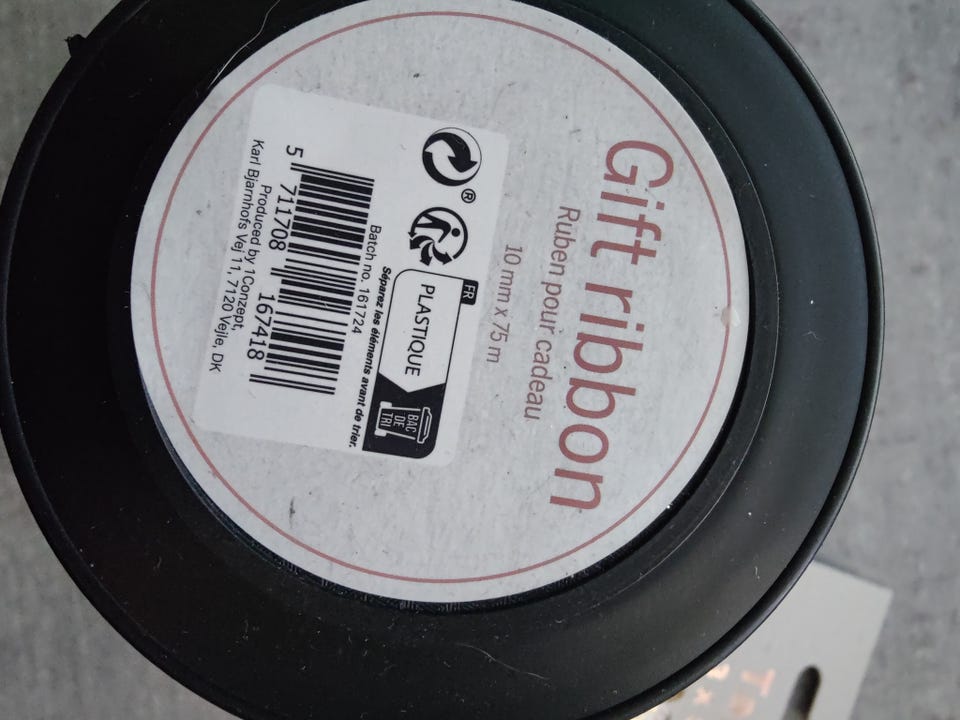 Gift ribbon
Ruben pour cadeau
10 mm x 75 m
®
FR
PLASTIQUE
BAC
DE
TRI
Séparez les éléments avant de trier.
Batch no. 161724
5 711708 167418
Produced by 1Conzept,
Karl Bjarnhofs Vej 11, 7120 Vejle, DK